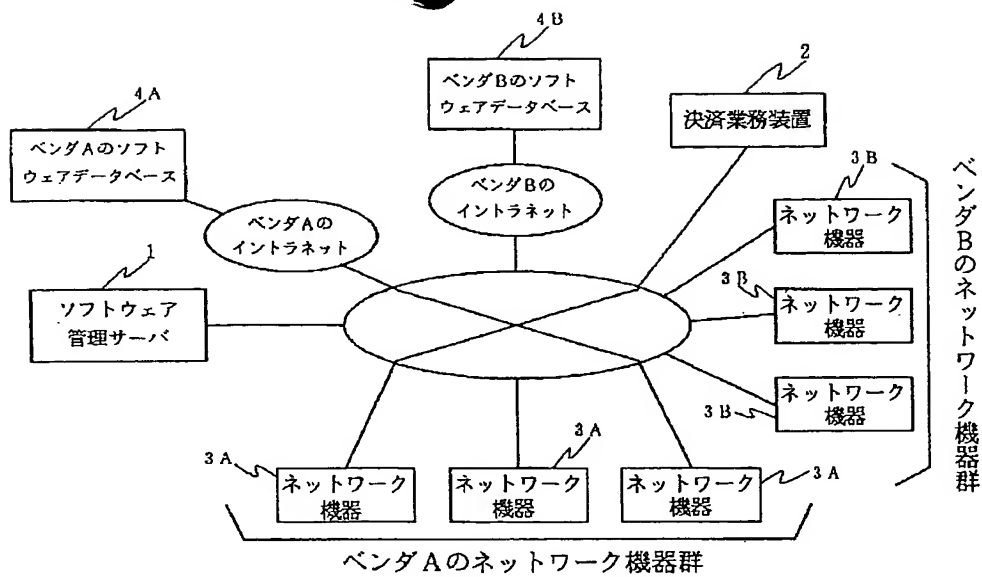 4B
ベンダBのソフト
ウェアデータベース
2
決済業務装置
4A
ベンダAのソフト
ウェアデータベース
ベンダBの
イントラネット
ベンダAの
イントラネット
3B
ネットワーク
機器
1
ソフトウェア
管理サーバ
3B
ネットワーク
機器
3B
ネットワーク
機器
ベンダBのネットワーク機器群
3A
ネットワーク
機器
3A
ネットワーク
機器
3A
ネットワーク
機器
ベンダAのネットワーク機器群